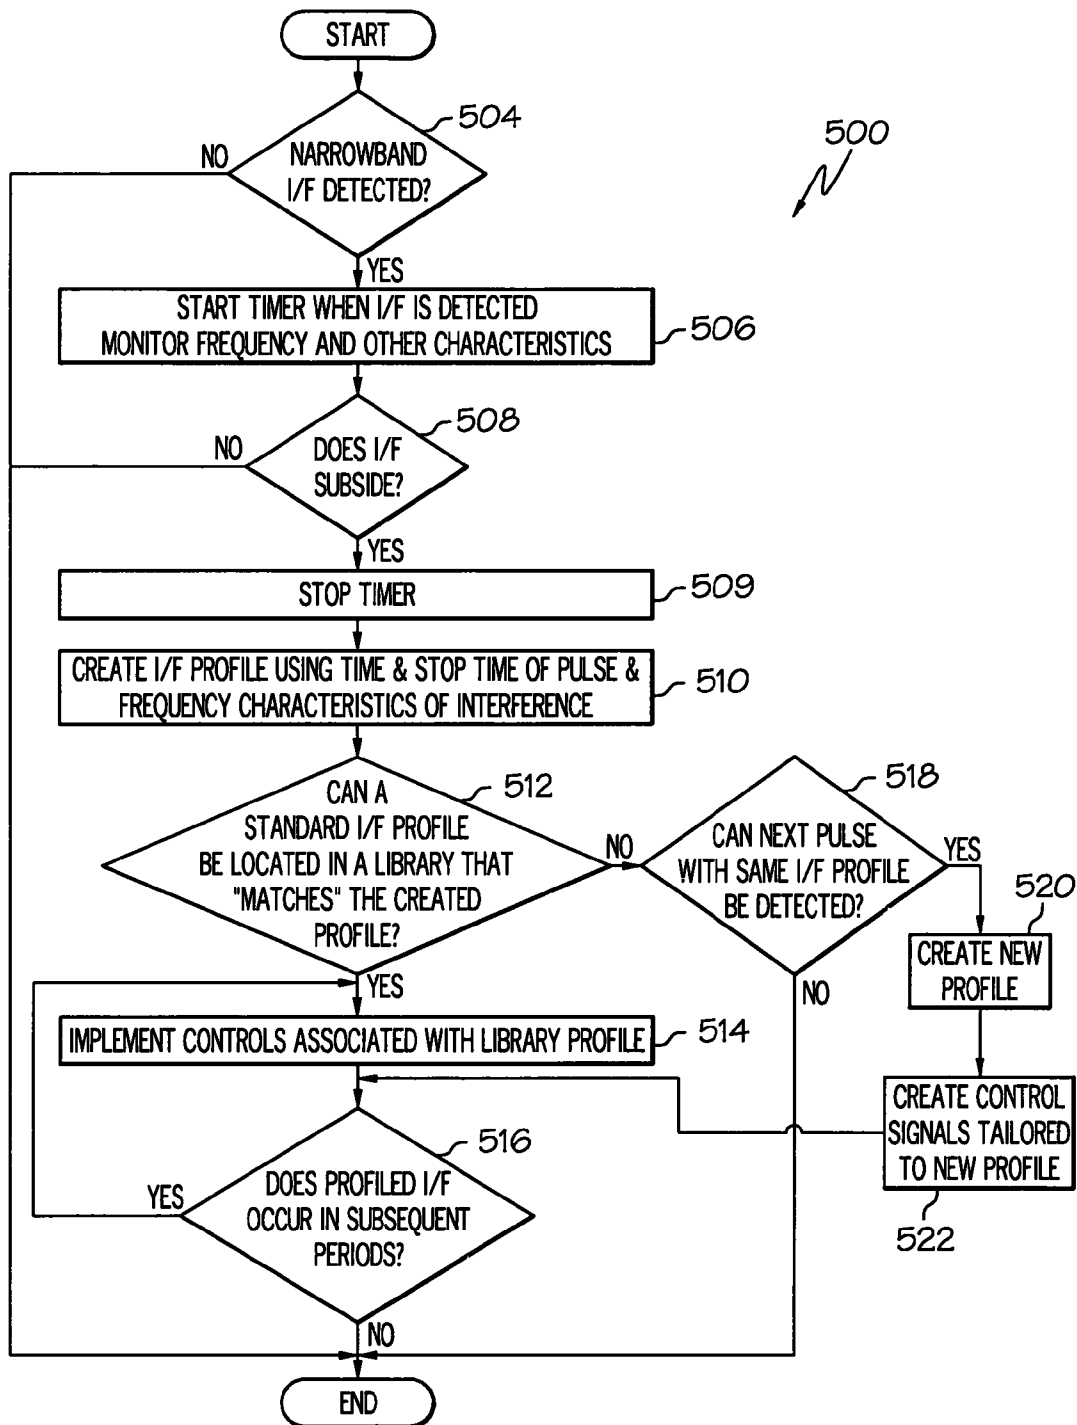 START
504
500
NO
NARROWBAND
I/F DETECTED?
YES
START TIMER WHEN I/F IS DETECTED
MONITOR FREQUENCY AND OTHER CHARACTERISTICS
506
508
NO
DOES I/F
SUBSIDE?
YES
STOP TIMER
509
CREATE I/F PROFILE USING TIME & STOP TIME OF PULSE &
FREQUENCY CHARACTERISTICS OF INTERFERENCE
510
CAN A
STANDARD I/F PROFILE
BE LOCATED IN A LIBRARY THAT
"MATCHES" THE CREATED
PROFILE?
512
NO
518
CAN NEXT PULSE
WITH SAME I/F PROFILE
BE DETECTED?
YES
520
CREATE NEW
PROFILE
YES
NO
IMPLEMENT CONTROLS ASSOCIATED WITH LIBRARY PROFILE
514
CREATE CONTROL
SIGNALS TAILORED
TO NEW PROFILE
522
516
YES
DOES PROFILED I/F
OCCUR IN SUBSEQUENT
PERIODS?
NO
END